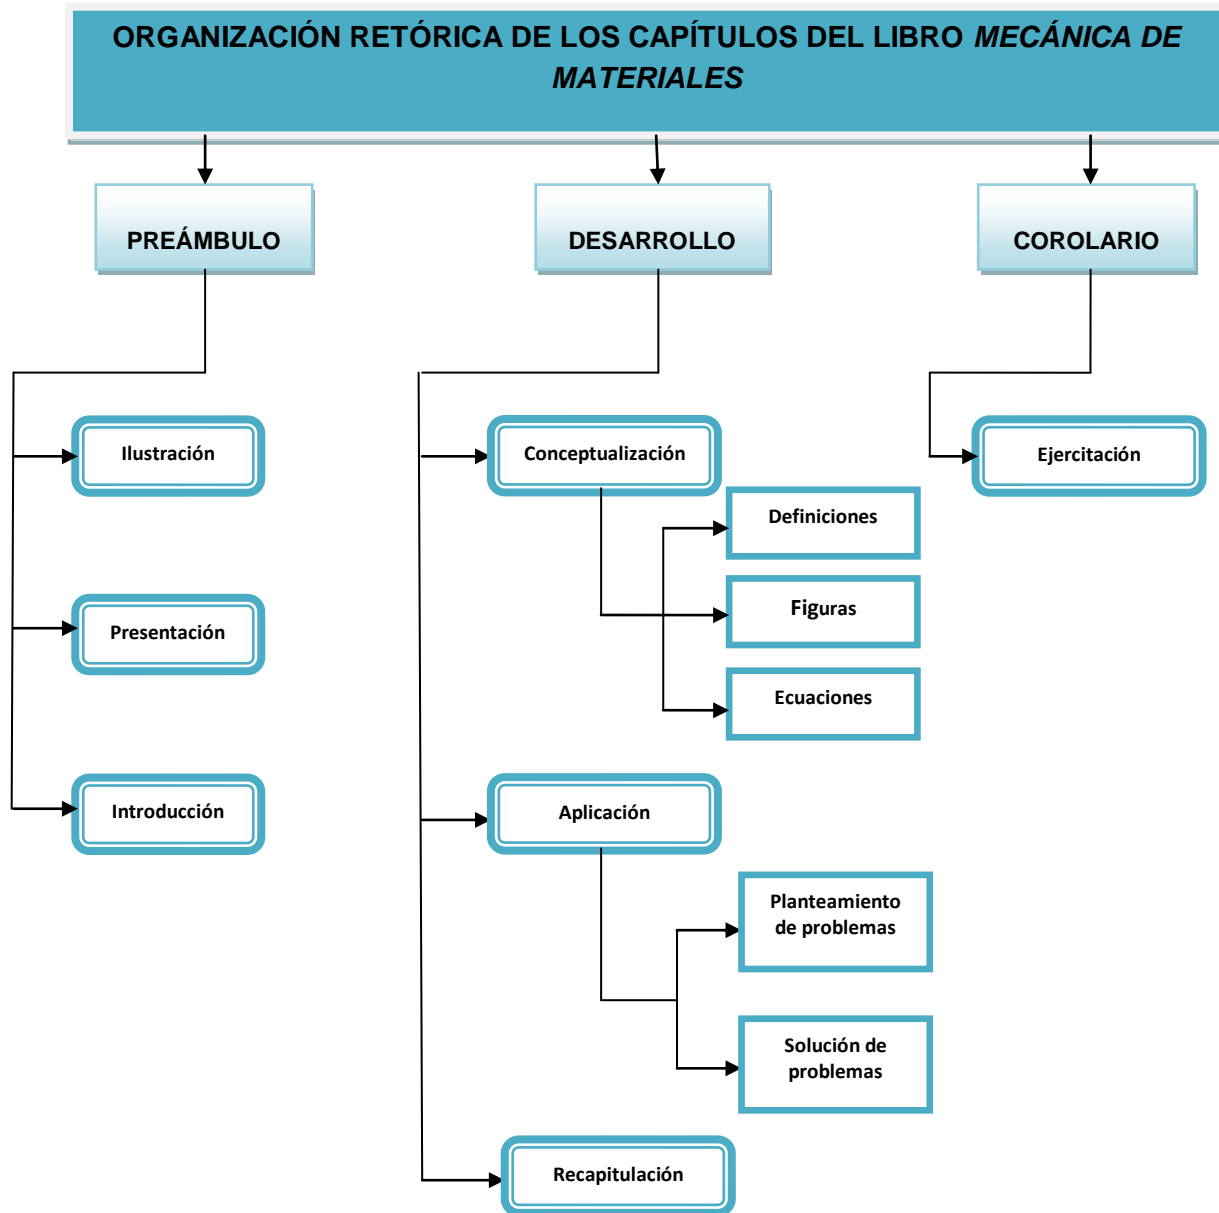 ORGANIZACIÓN RETÓRICA DE LOS CAPÍTULOS DEL LIBRO MECÁNICA DE
MATERIALES
PREÁMBULO
DESARROLLO
COROLARIO
Ilustración
Presentación
Introducción
Conceptualización
Definiciones
Figuras
Ecuaciones
Aplicación
Planteamiento
de problemas
Solución de
problemas
Recapitulación
Ejercitación